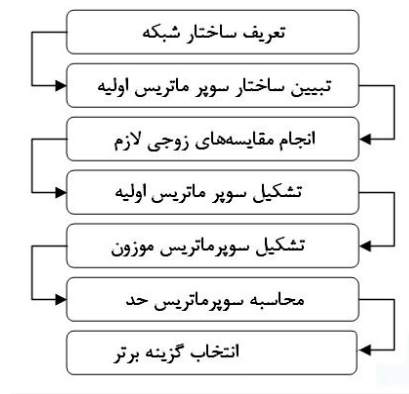 تعریف ساختار شبکه
تبیین ساختار سوپر ماتریس اولیه
انجام مقایسه‌های زوجی لازم
تشکیل سوپر ماتریس اولیه
تشکیل سوپرماتریس موزون
محاسبه سوپرماتریس حد
انتخاب گزینه برتر